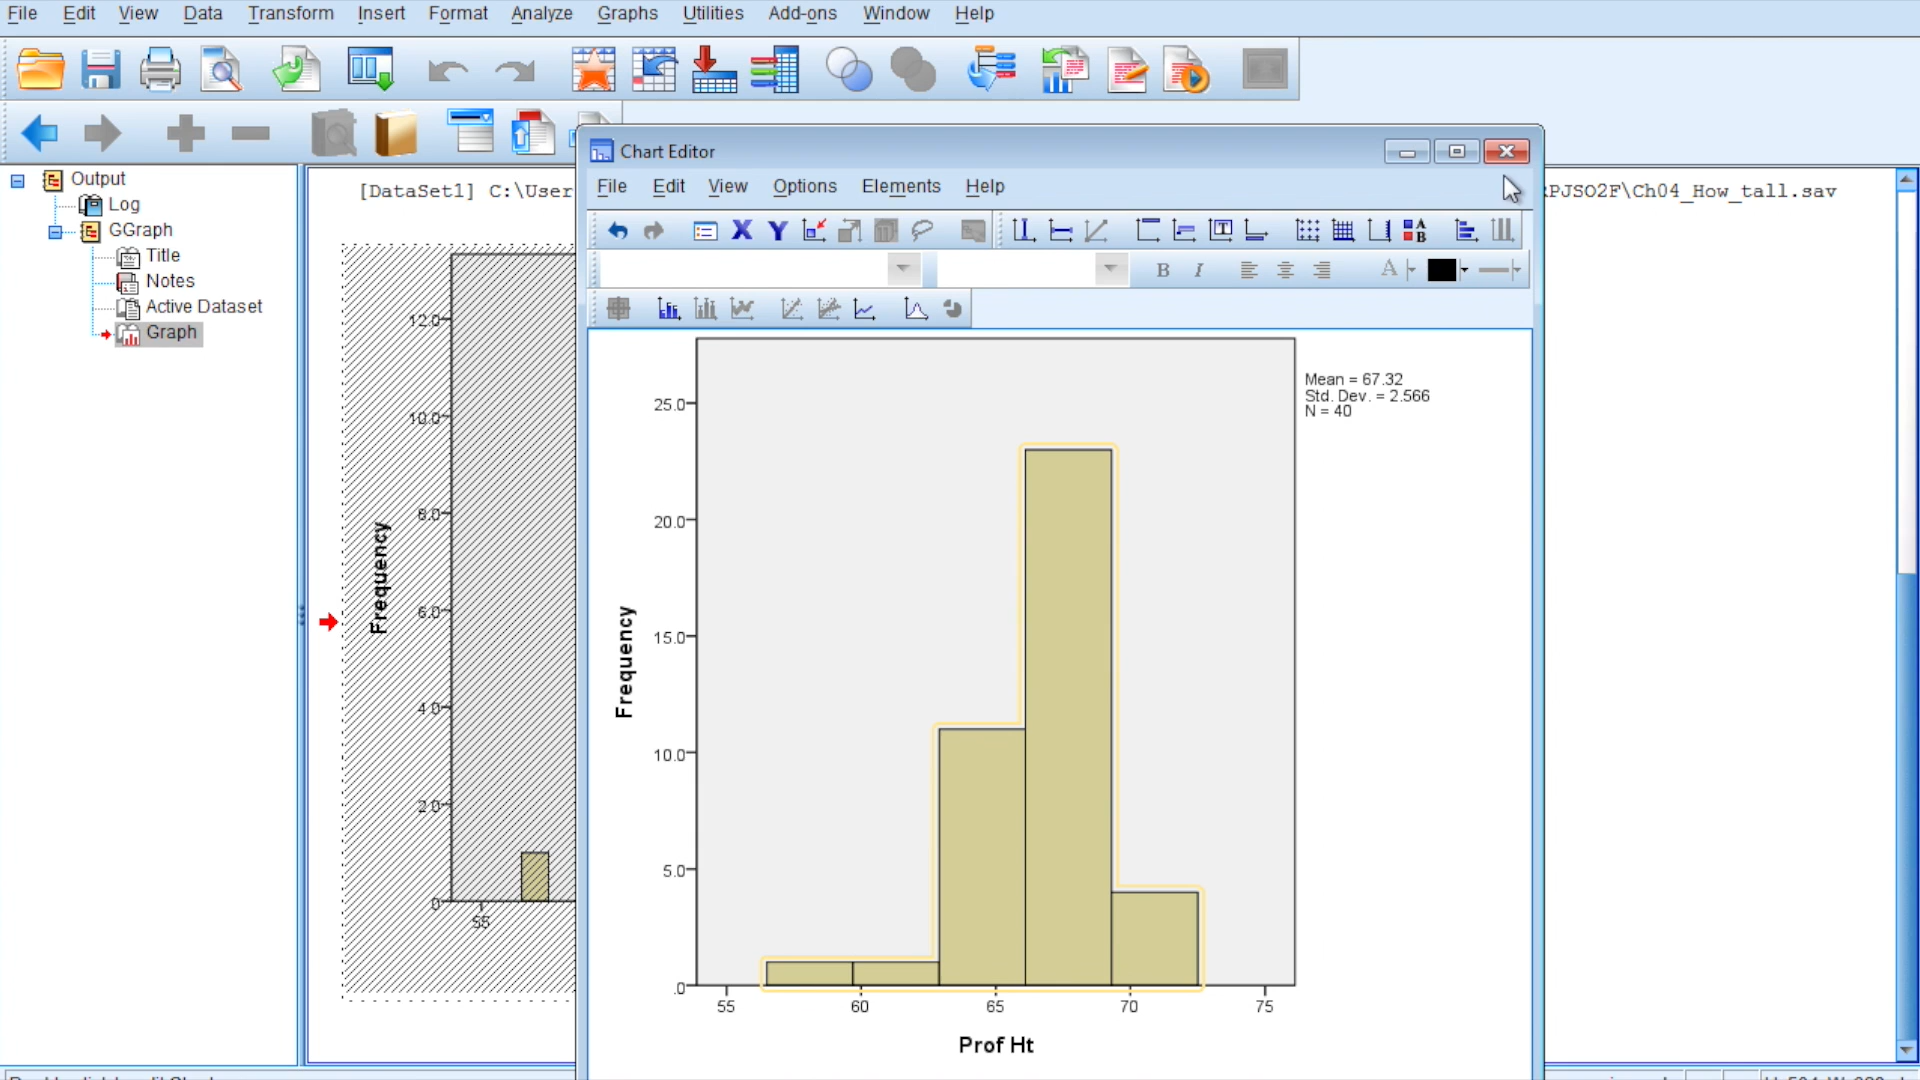 File Edit View Data Transform Insert Format Analyze Graphs Utilities Add-ons Window Help
Chart Editor
File Edit View Options Elements Help
Output
Log
GGraph
Title
Notes
Active Dataset
Graph
[DataSet1] C:\User
RPJSO2F\Ch04_How_tall.sav
12.0
10.0
8.0
6.0
4.0
2.0
0
55
Frequency
B I A
T
A
B
X Y
Mean = 67.32
Std. Dev. = 2.566
N = 40
25.0
20.0
15.0
10.0
5.0
.0
Frequency
55 60 65 70 75
Prof Ht